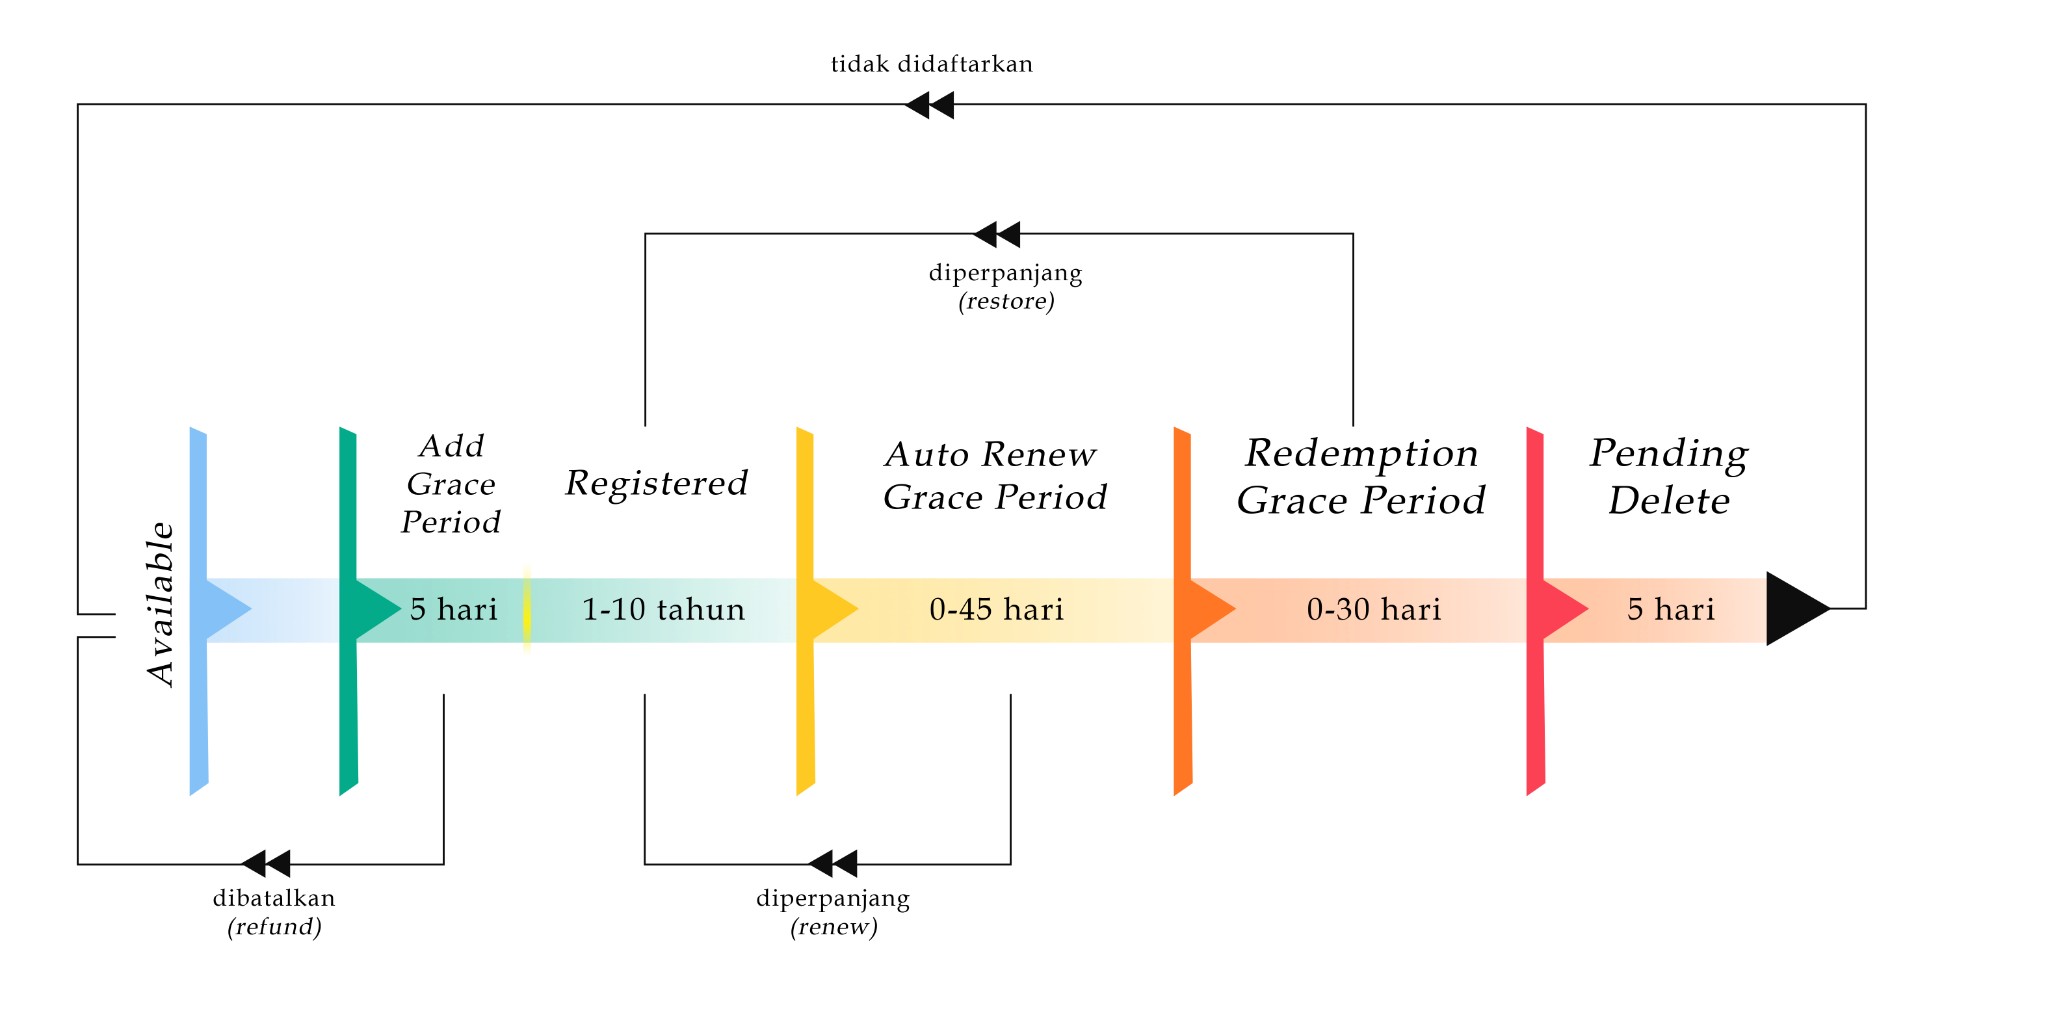 tidak didaftarkan
diperpanjang
(restore)
Available
Add
Grace
Period
Registered
Auto Renew
Grace Period
Redemption
Grace Period
Pending
Delete
5 hari
1-10 tahun
0-45 hari
0-30 hari
5 hari
dibatalkan
(refund)
diperpanjang
(renew)